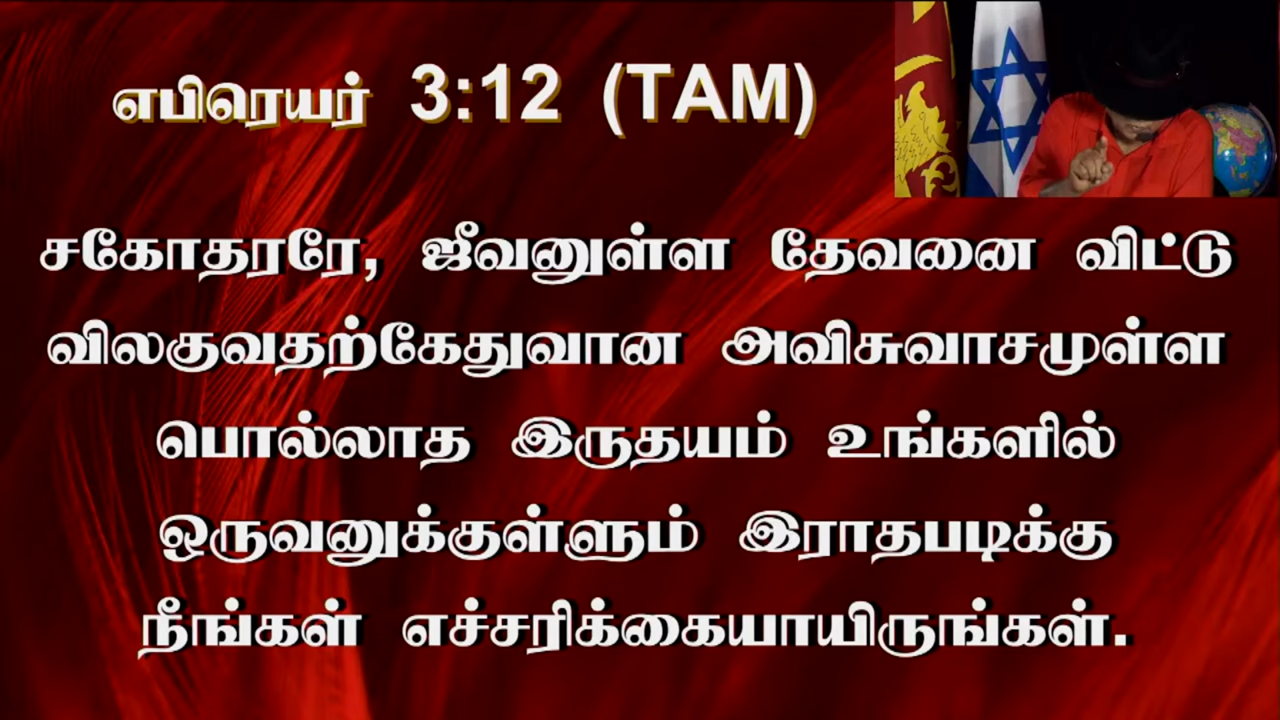 எபிரெயர் 3:12 (TAM)
சகோதரரே, ஜீவனுள்ள தேவனை விட்டு
விலகுவதற்கேதுவான அவிசுவாசமுள்ள
பொல்லாத இருதயம் உங்களில்
ஒருவனுக்குள்ளும் இராதபடிக்கு
நீங்கள் எச்சரிக்கையாயிருங்கள்.